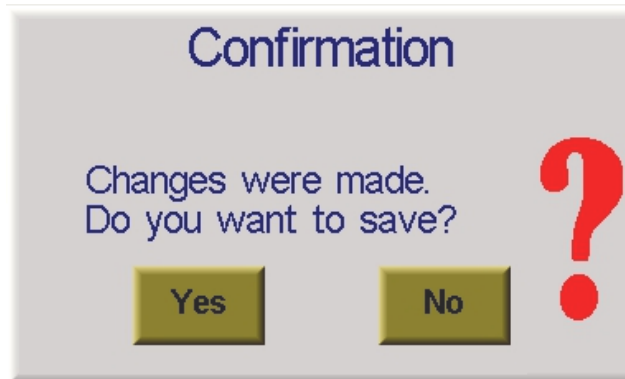 Confirmation
Changes were made.
Do you want to save?
Yes
No
?